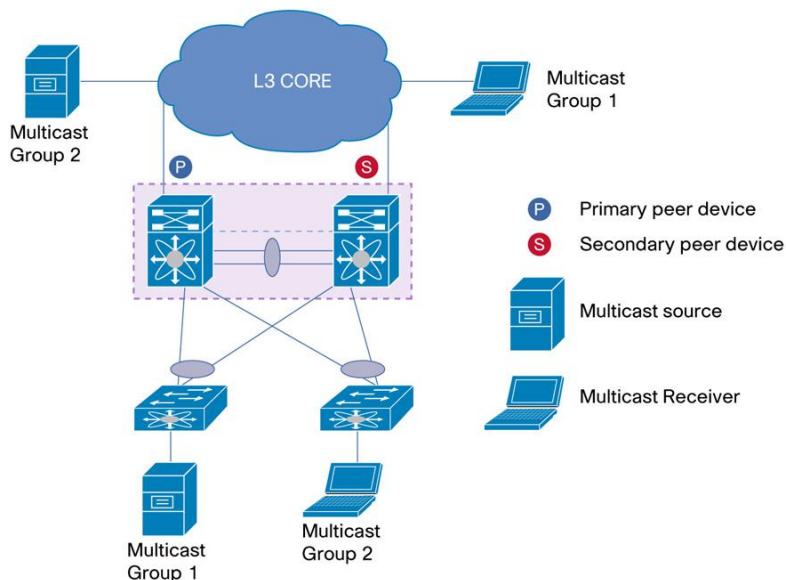 L3 CORE
Multicast
Group 2
Multicast
Group 1
P
S
P
Primary peer device
S
Secondary peer device
Multicast source
Multicast Receiver
Multicast
Group 1
Multicast
Group 2